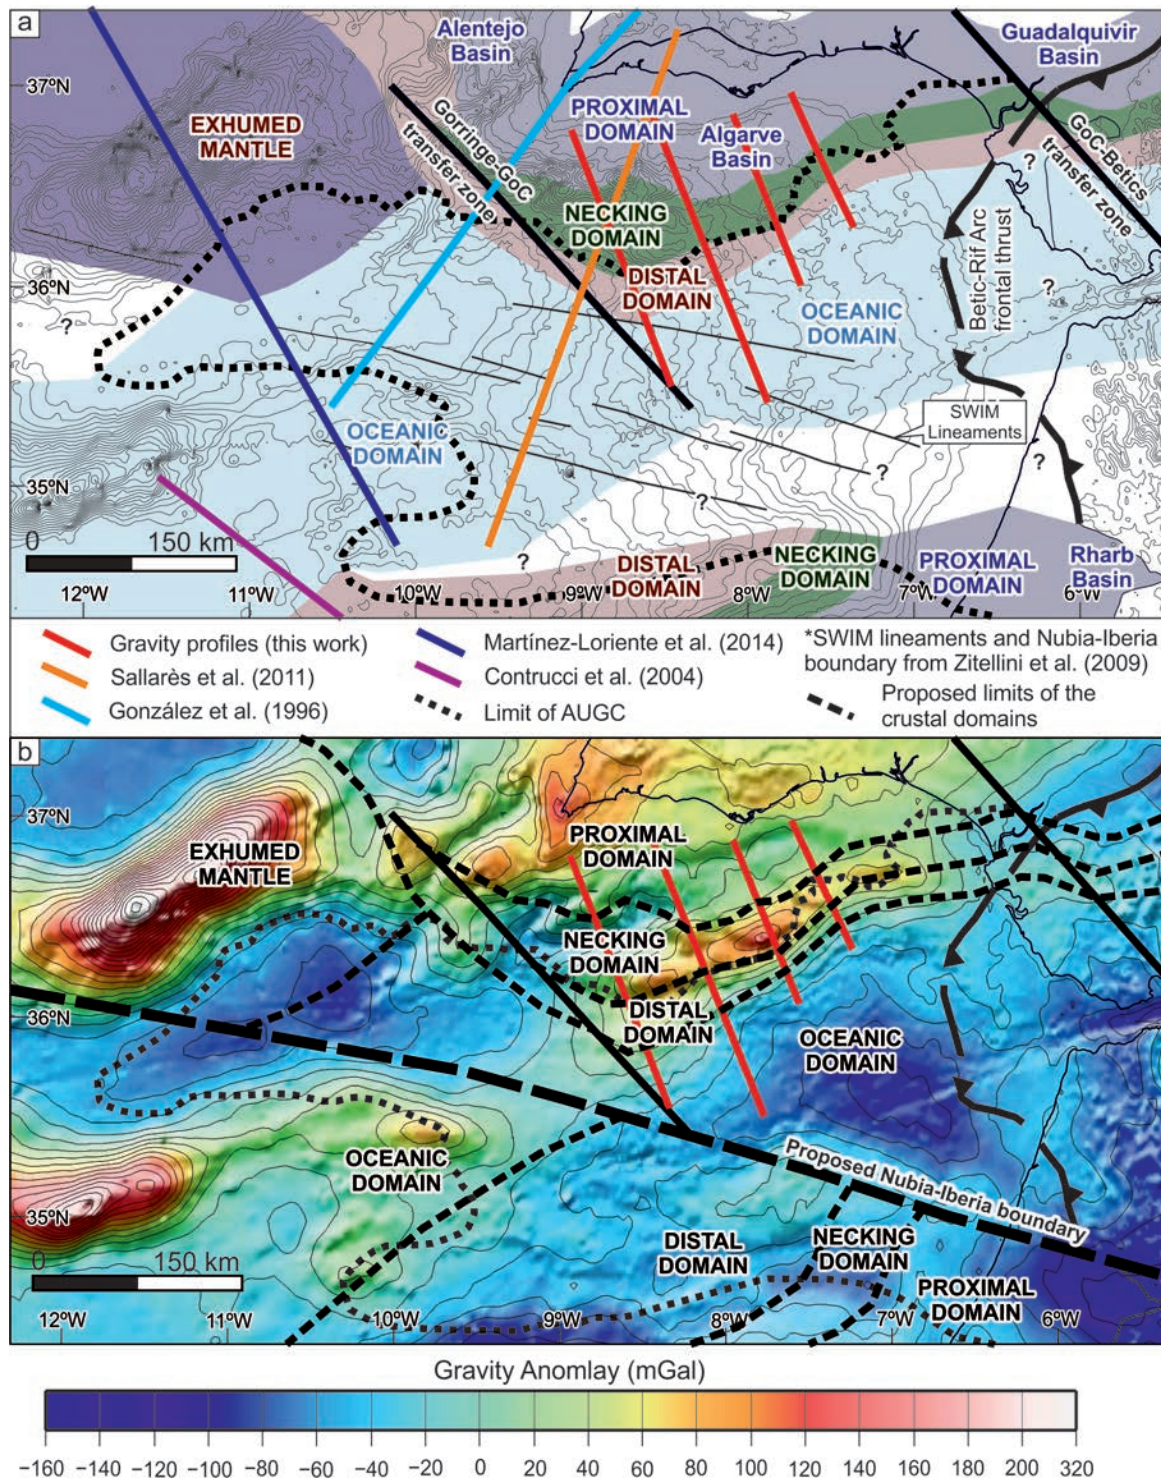 a
Alentejo
Basin
Guadalquivir
Basin
37ºN
EXHUMED
MANTLE
Gorringe-GoC
transfer zone
PROXIMAL
DOMAIN
Algarve
Basin
GoC-Betics
transfer zone
?
NECKING
DOMAIN
36ºN
DISTAL
DOMAIN
OCEANIC
DOMAIN
Betic-Rif Arc
frontal thrust
?
?
OCEANIC
DOMAIN
SWIM
Lineaments
35ºN
?
?
?
0
150 km
?
DISTAL
DOMAIN
NECKING
DOMAIN
PROXIMAL
DOMAIN
Rharb
Basin
12ºW
11ºW
10ºW
9ºW
8ºW
7ºW
6ºW
Gravity profiles (this work)
Sallarès et al. (2011)
González et al. (1996)
Martínez-Loriente et al. (2014)
Contrucci et al. (2004)
Limit of AUGC
*SWIM lineaments and Nubia-Iberia
boundary from Zitellini et al. (2009)
Proposed limits of the
crustal domains
b
37ºN
EXHUMED
MANTLE
PROXIMAL
DOMAIN
NECKING
DOMAIN
36ºN
DISTAL
DOMAIN
OCEANIC
DOMAIN
OCEANIC
DOMAIN
Proposed Nubia-Iberia boundary
35ºN
0
150 km
DISTAL
DOMAIN
NECKING
DOMAIN
PROXIMAL
DOMAIN
12ºW
11ºW
10ºW
9ºW
8ºW
7ºW
6ºW
Gravity Anomlay (mGal)
−160 −140 −120 −100 −80 −60 −40 −20 0 20 40 60 80 100 120 140 160 180 200 320